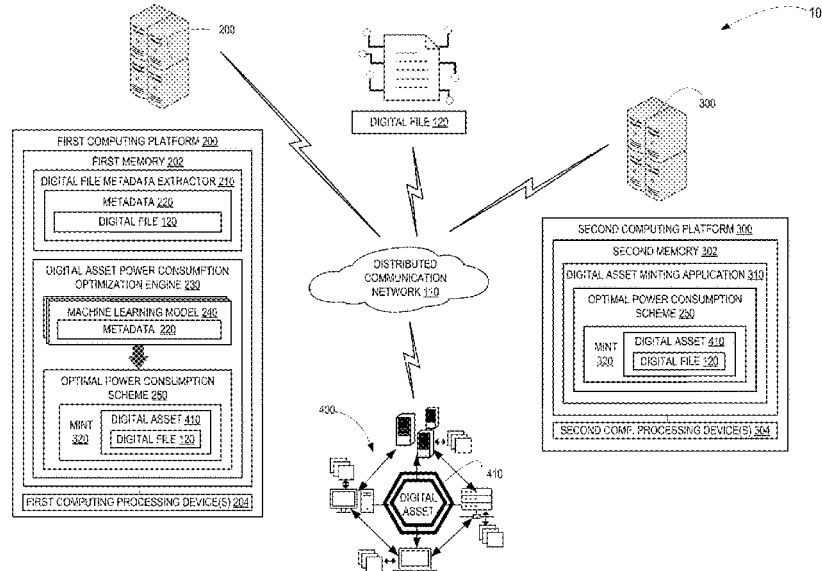 10
200
DIGITAL FILE 120
300
FIRST COMPUTING PLATFORM 200
FIRST MEMORY 202
DIGITAL FILE METADATA EXTRACTOR 210
METADATA 220
DIGITAL FILE 120
DIGITAL ASSET POWER CONSUMPTION
OPTIMIZATION ENGINE 230
MACHINE LEARNING MODEL 240
METADATA 220
OPTIMAL POWER CONSUMPTION
SCHEME 250
MINT
320
DIGITAL ASSET 410
DIGITAL FILE 120
FIRST COMPUTING PROCESSING DEVICE(S) 204
DISTRIBUTED
COMMUNICATION
NETWORK 110
SECOND COMPUTING PLATFORM 300
SECOND MEMORY 302
DIGITAL ASSET MINTING APPLICATION 310
OPTIMAL POWER CONSUMPTION
SCHEME 250
MINT
320
DIGITAL ASSET 410
DIGITAL FILE 120
SECOND COMP. PROCESSING DEVICE(S) 304
400
410
DIGITAL
ASSET